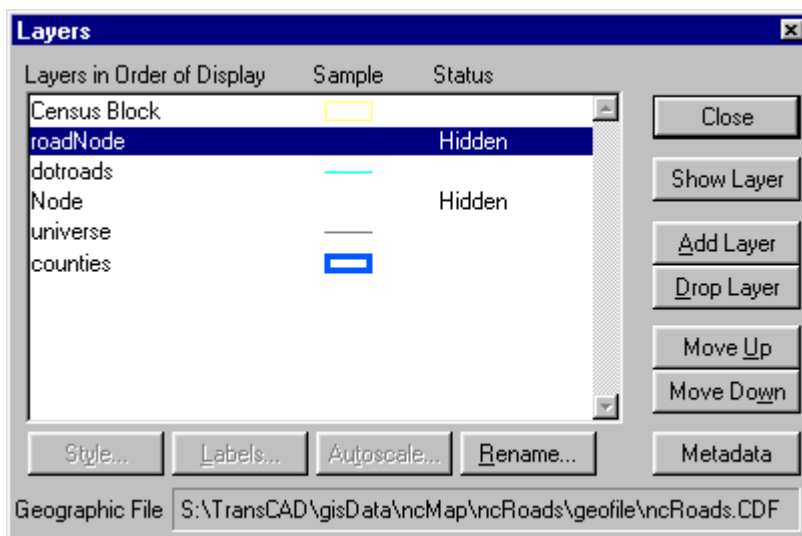 Layers
Layers in Order of Display Sample Status
Census Block
roadNode Hidden
dotroads
Node Hidden
universe
counties
Close
Show Layer
Add Layer
Drop Layer
Move Up
Move Down
Style... Labels... Autoscale... Rename... Metadata
Geographic File S:\TransCAD\gisData\ncMap\ncRoads\geofile\ncRoads.CDF